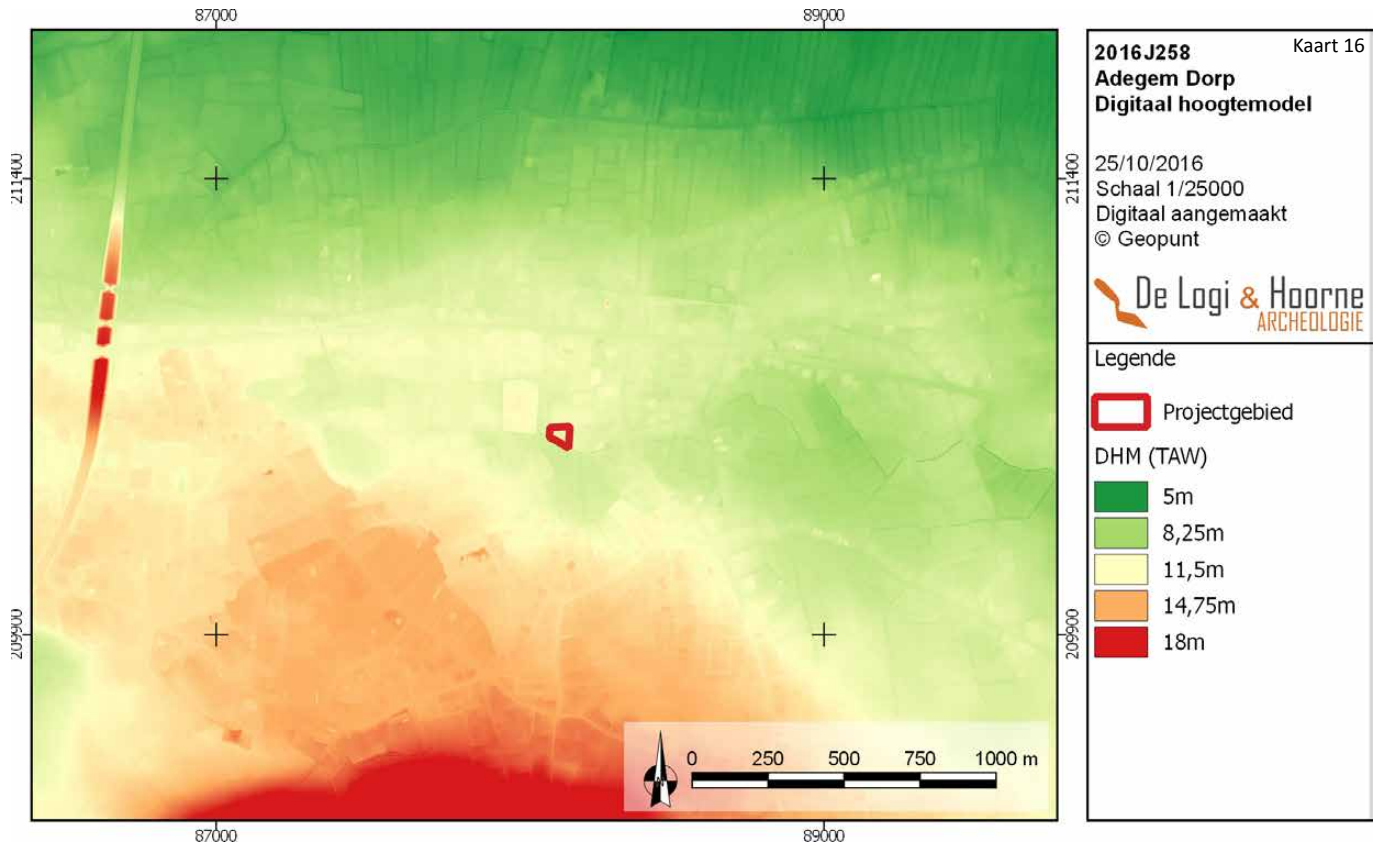 87000
89000
211400
211400
209900
209900
87000
89000
0 250 500 750 1000 m
Kaart 16
2016J258
Adegem Dorp
Digitaal hoogtemodel
25/10/2016
Schaal 1/25000
Digitaal aangemaakt
© Geopunt
De Logi & Hoorne
ARCHEOLOGIE
Legende
Projectgebied
DHM (TAW)
5m
8,25m
11,5m
14,75m
18m